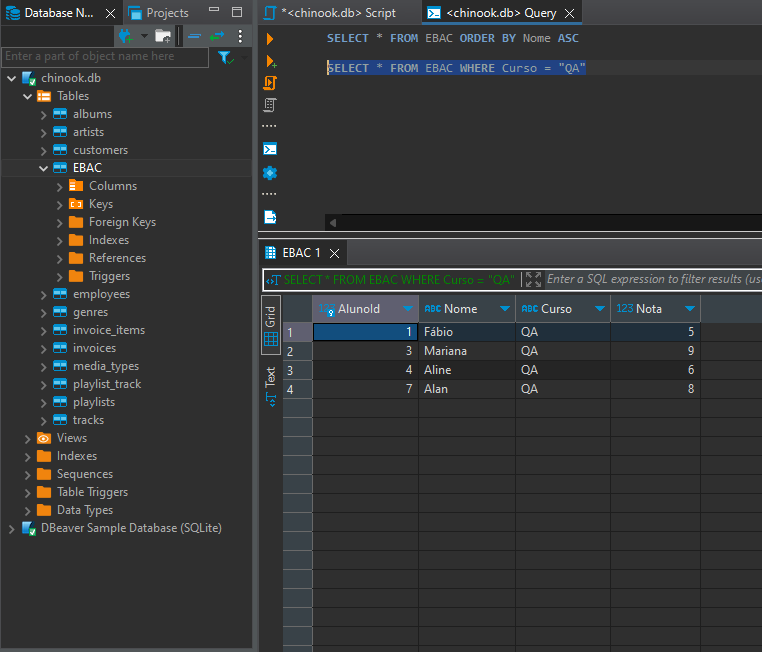 Database N...
Projects
*<chinook.db> Script
<chinook.db> Query
Enter a part of object name here
chinook.db
Tables
albums
artists
customers
EBAC
Columns
Keys
Foreign Keys
Indexes
References
Triggers
employees
genres
invoice_items
invoices
media_types
playlist_track
playlists
tracks
Views
Indexes
Sequences
Table Triggers
Data Types
DBeaver Sample Database (SQLite)
SELECT * FROM EBAC ORDER BY Nome ASC
SELECT * FROM EBAC WHERE Curso = "QA"
EBAC 1
SELECT * FROM EBAC WHERE Curso = "QA" Enter a SQL expression to filter results (us
Grid
Text
123 AlunoId ABC Nome ABC Curso 123 Nota
1 1 Fábio QA 5
2 3 Mariana QA 9
3 4 Aline QA 6
4 7 Alan QA 8